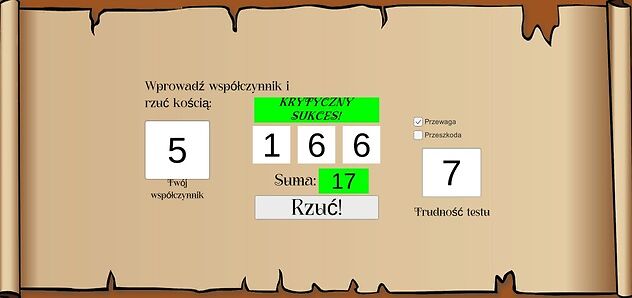 Wprowadź współczynnik i
rzuć kością:
KRYTYCZNY
SUKCES!
5
Twój
współczynnik
1 6 6
Suma: 17
Rzuć!
Przewaga
Przeszkoda
7
Trudność testu